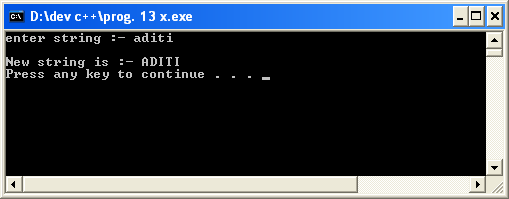 D:\dev c++\prog. 13 x.exe
enter string :- aditi
New string is :- ADITI
Press any key to continue . . . _